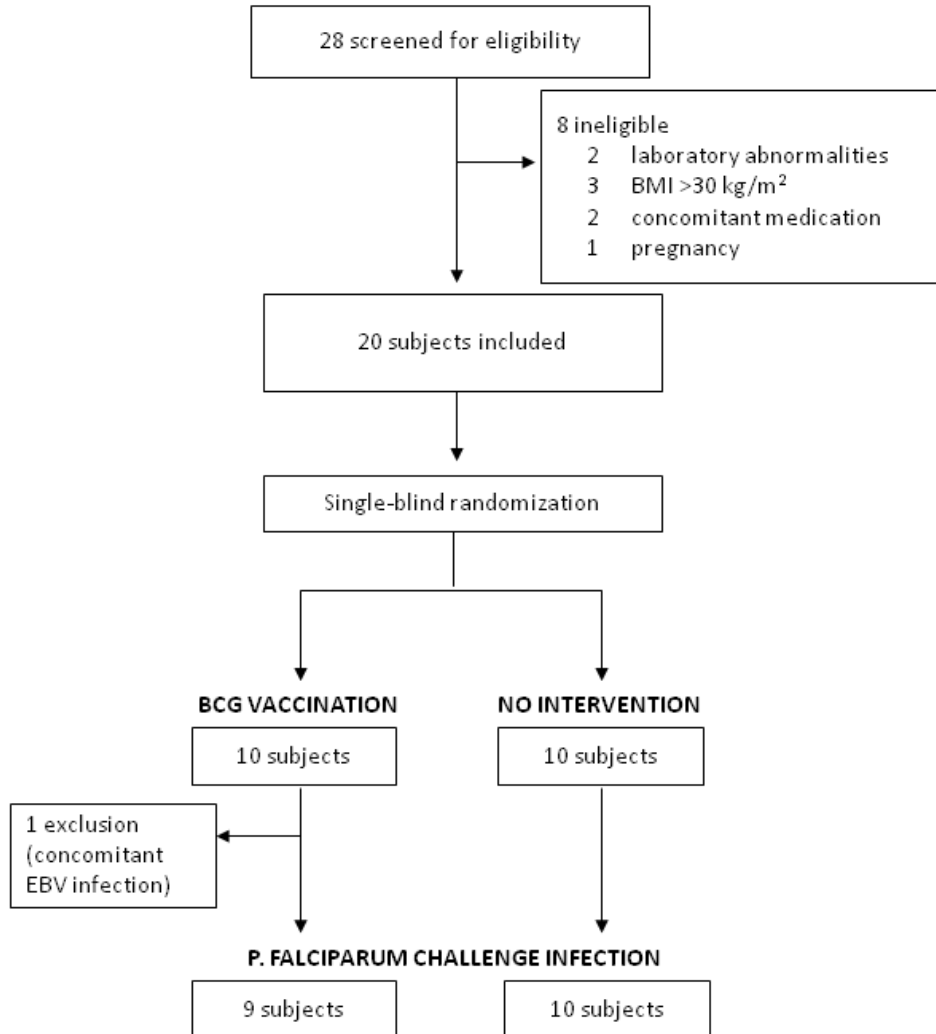 28 screened for eligibility
8 ineligible
2 laboratory abnormalities
3 BMI >30 kg/m²
2 concomitant medication
1 pregnancy
20 subjects included
Single-blind randomization
BCG VACCINATION
NO INTERVENTION
10 subjects
10 subjects
1 exclusion
(concomitant
EBV infection)
P. FALCIPARUM CHALLENGE INFECTION
9 subjects
10 subjects